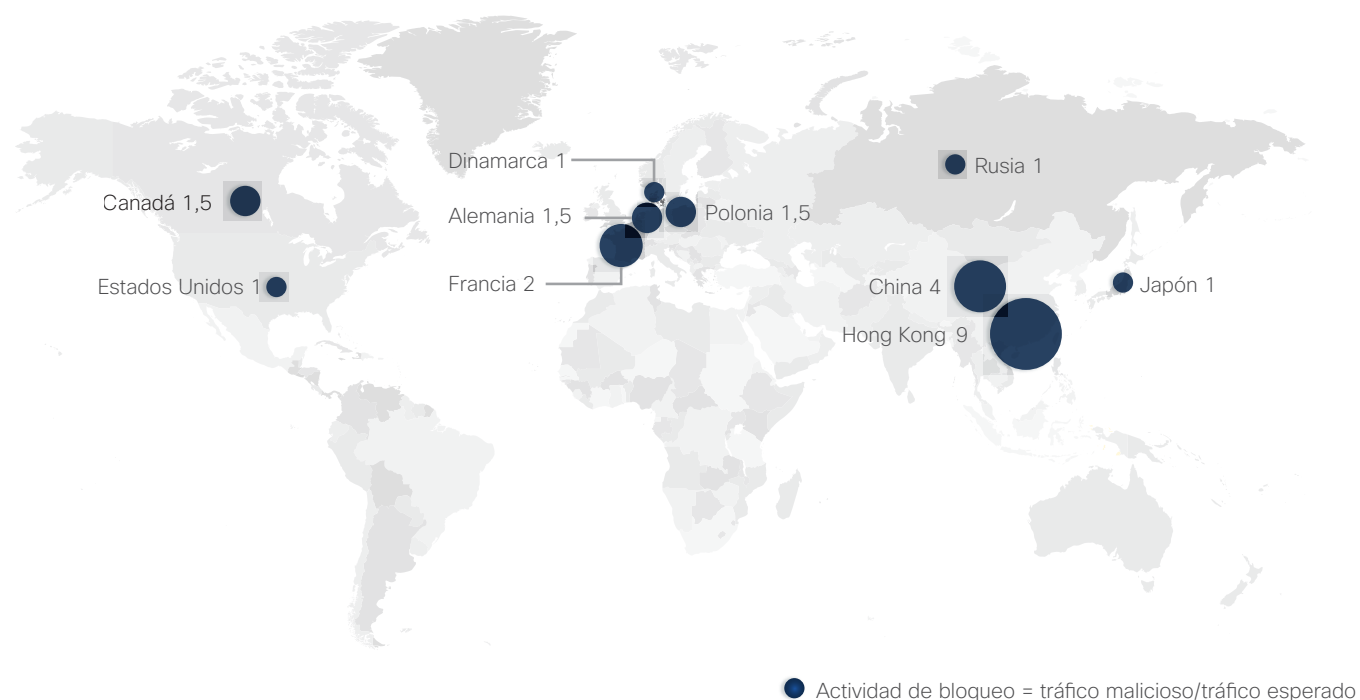 Dinamarca 1
Rusia 1
Canadá 1,5
Alemania 1,5
Polonia 1,5
Estados Unidos 1
Francia 2
China 4
Japón 1
Hong Kong 9
Actividad de bloqueo = tráfico malicioso/tráfico esperado